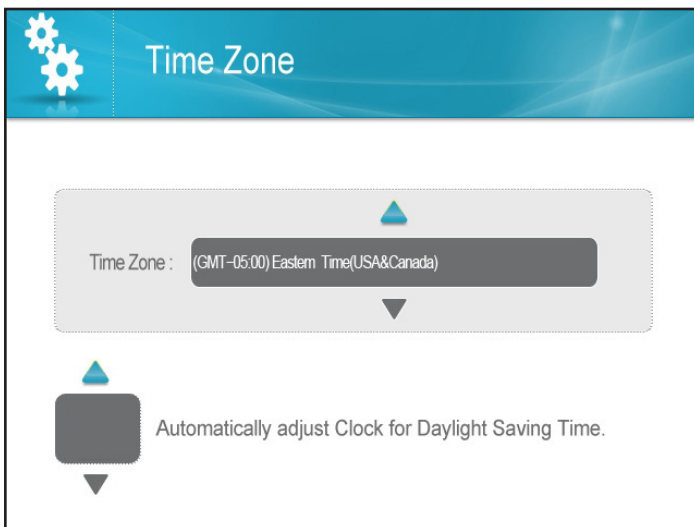 Time Zone
Time Zone : (GMT-05:00) Eastern Time(USA&Canada)
Automatically adjust Clock for Daylight Saving Time.